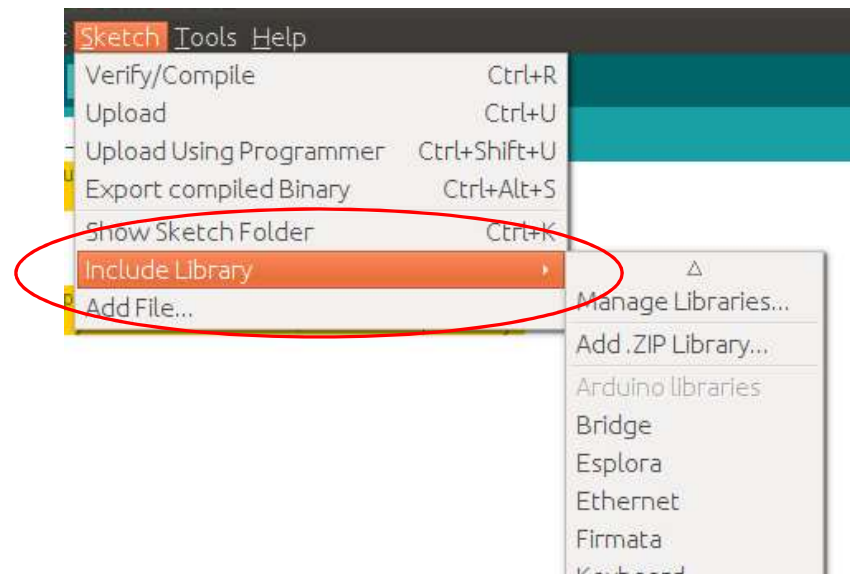 Sketch Tools Help
Verify/Compile Ctrl+R
Upload Ctrl+U
Upload Using Programmer Ctrl+Shift+U
Export compiled Binary Ctrl+Alt+S
Show Sketch Folder Ctrl+K
Include Library
Add File...
Manage Libraries...
Add .ZIP Library...
Arduino libraries
Bridge
Esplora
Ethernet
Firmata